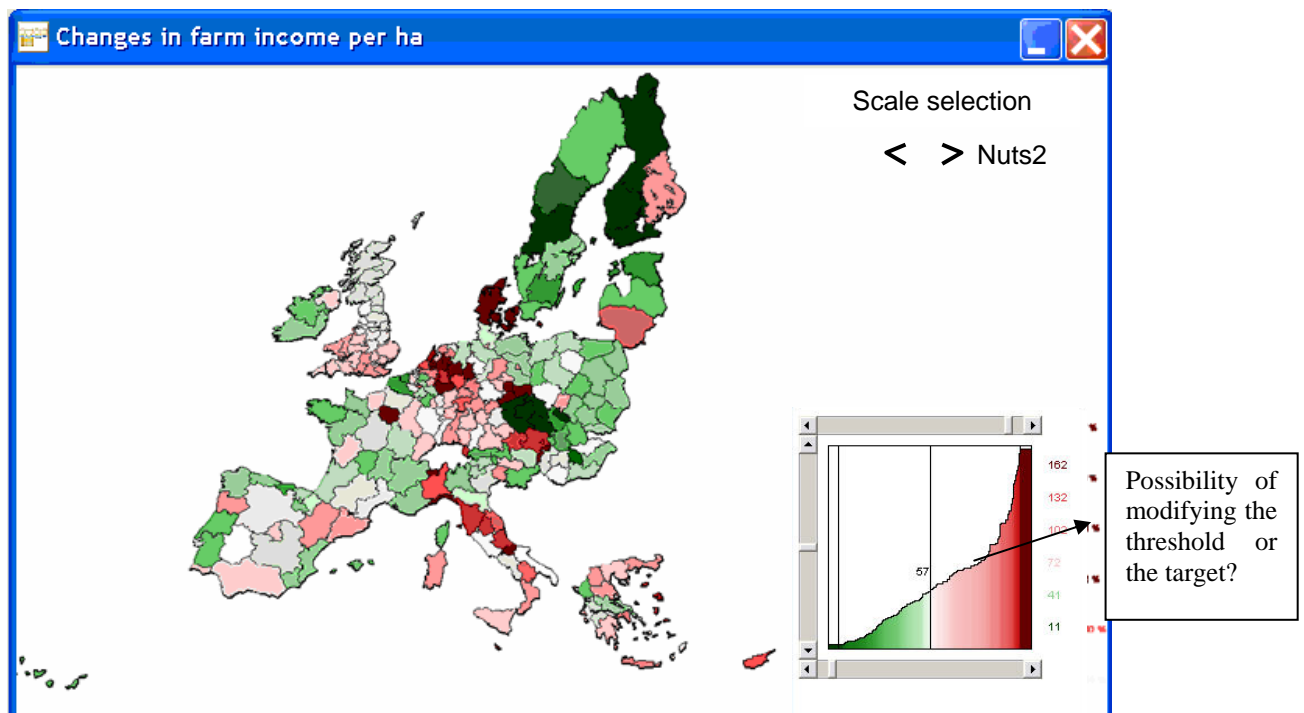 Changes in farm income per ha
Scale selection
< > Nuts2
162
132
102
72
41
11
57
Possibility of
modifying the
threshold or
the target?